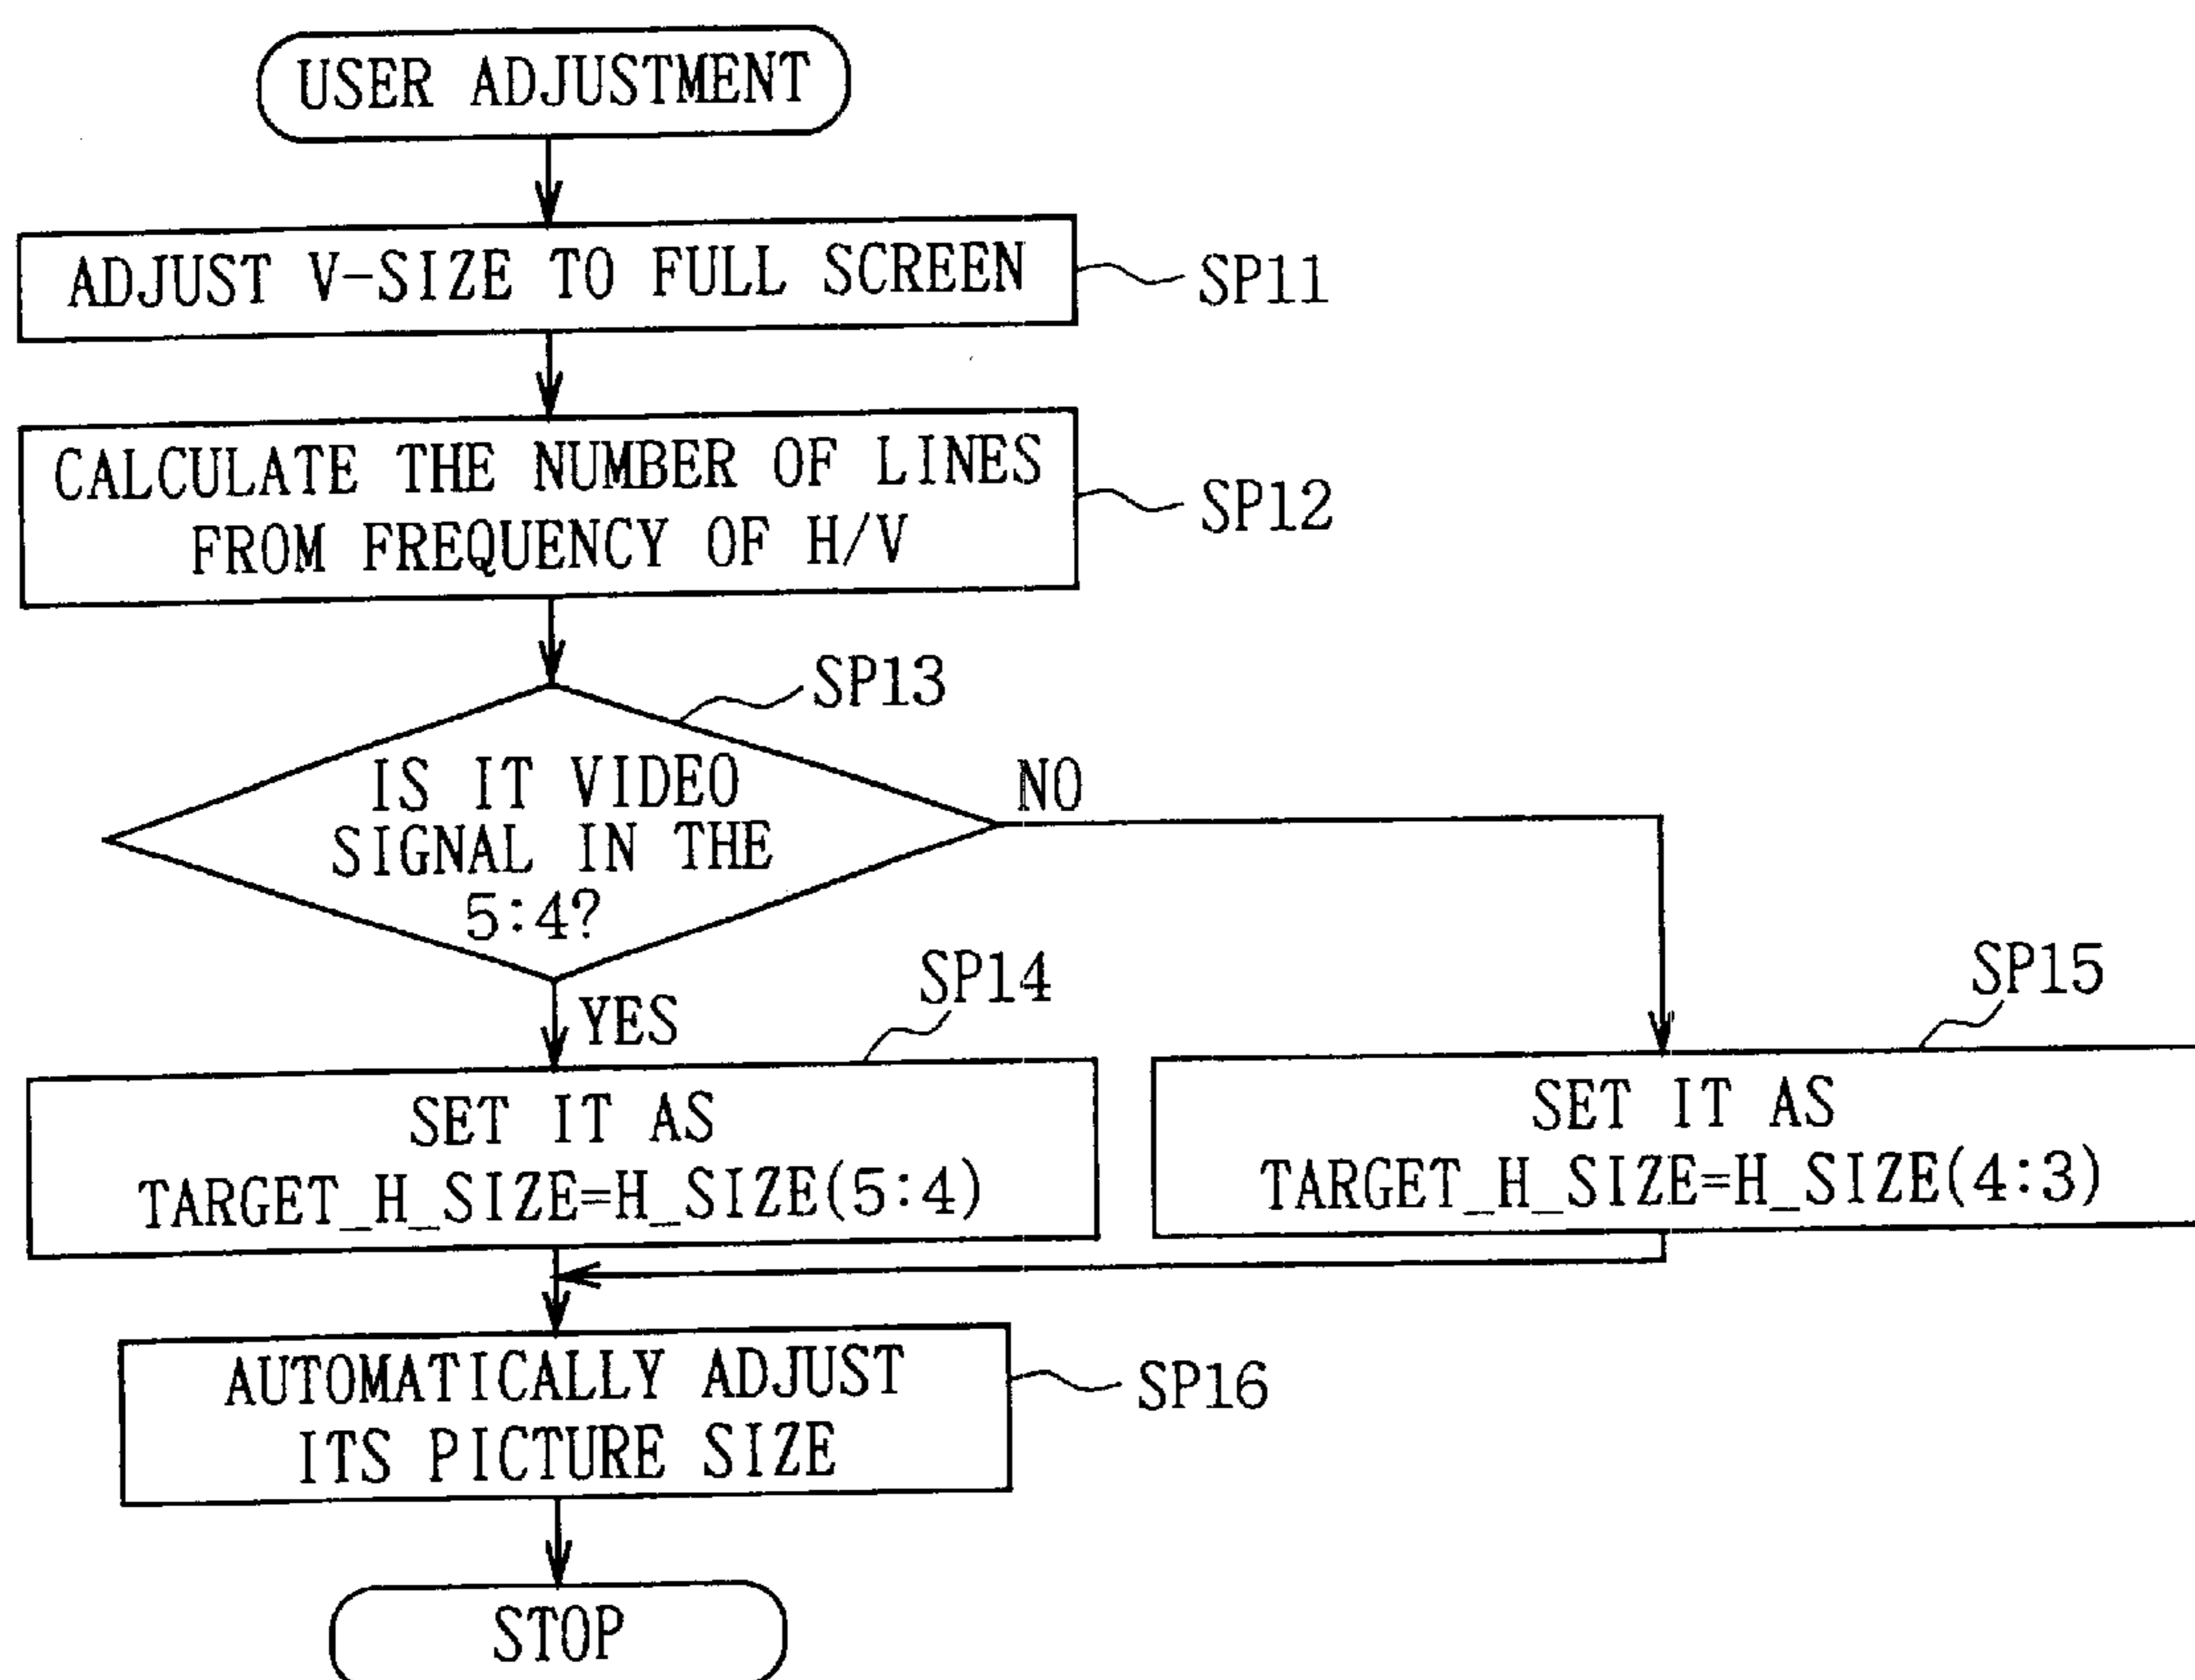 USER ADJUSTMENT
ADJUST V-SIZE TO FULL SCREEN
SP11
CALCULATE THE NUMBER OF LINES
FROM FREQUENCY OF H/V
SP12
SP13
IS IT VIDEO
SIGNAL IN THE
5:4?
NO
YES
SP14
SET IT AS
TARGET_H_SIZE=H_SIZE(5:4)
SP15
SET IT AS
TARGET_H_SIZE=H_SIZE(4:3)
AUTOMATICALLY ADJUST
ITS PICTURE SIZE
SP16
STOP